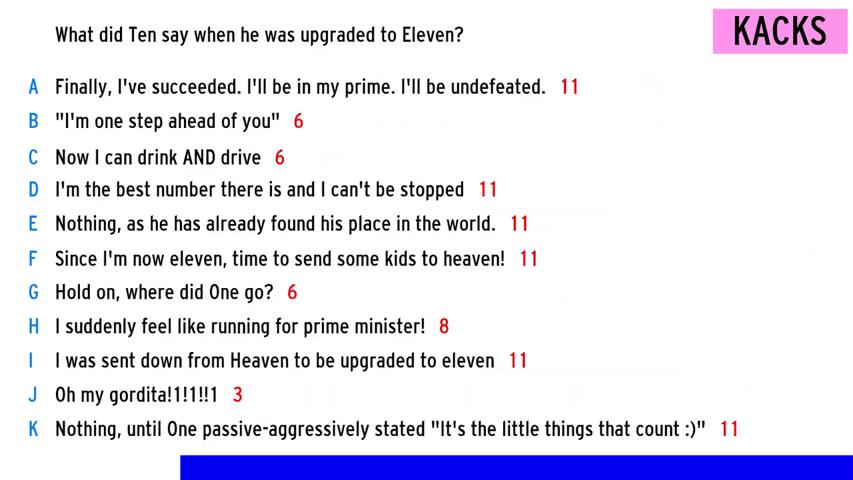 What did Ten say when he was upgraded to Eleven?
KACKS
A Finally, I've succeeded. I'll be in my prime. I'll be undefeated. 11
B "I'm one step ahead of you" 6
C Now I can drink AND drive 6
D I'm the best number there is and I can't be stopped 11
E Nothing, as he has already found his place in the world. 11
F Since I'm now eleven, time to send some kids to heaven! 11
G Hold on, where did One go? 6
H I suddenly feel like running for prime minister! 8
I I was sent down from Heaven to be upgraded to eleven 11
J Oh my gordita!1!1!!1 3
K Nothing, until One passive-aggressively stated "It's the little things that count :)" 11